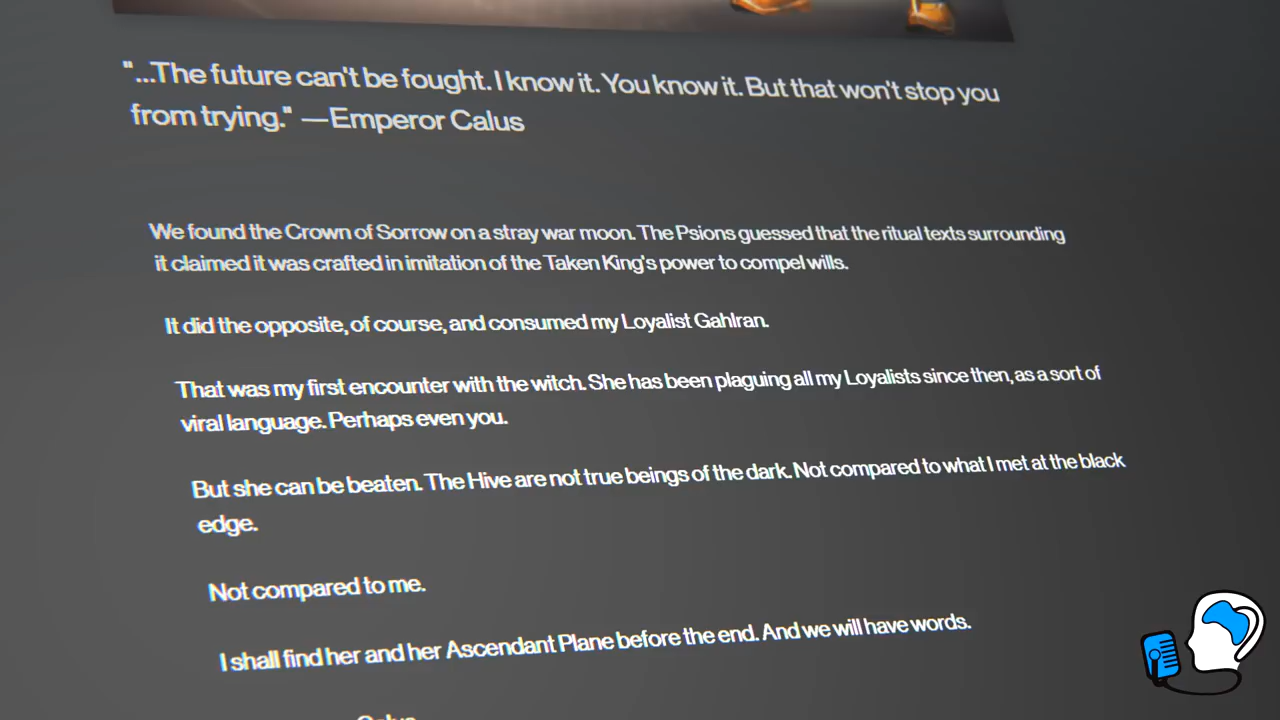 "...The future can't be fought. I know it. You know it. But that won't stop you
from trying." —Emperor Calus
We found the Crown of Sorrow on a stray war moon. The Psions guessed that the ritual texts surrounding
it claimed it was crafted in imitation of the Taken King's power to compel wills.
It did the opposite, of course, and consumed my Loyalist Gahlran.
That was my first encounter with the witch. She has been plaguing all my Loyalists since then, as a sort of
viral language. Perhaps even you.
But she can be beaten. The Hive are not true beings of the dark. Not compared to what I met at the black
edge.
Not compared to me.
I shall find her and her Ascendant Plane before the end. And we will have words.